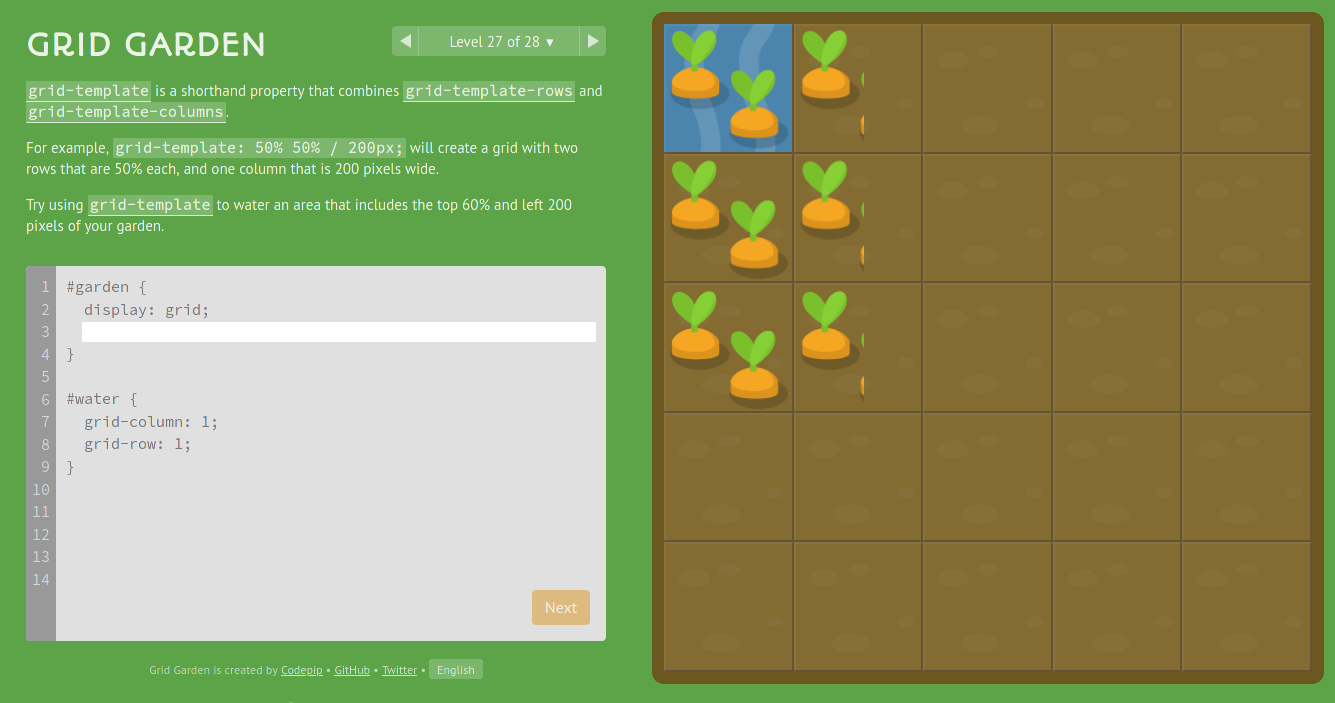 GRID GARDEN
◀ Level 27 of 28 ▼ ▶
grid-template is a shorthand property that combines grid-template-rows and
grid-template-columns.
For example, grid-template: 50% 50% / 200px; will create a grid with two
rows that are 50% each, and one column that is 200 pixels wide.
Try using grid-template to water an area that includes the top 60% and left 200
pixels of your garden.
1 #garden {
2 display: grid;
3
4 }
5
6 #water {
7 grid-column: 1;
8 grid-row: 1;
9 }
10
11
12
13
14
Next
Grid Garden is created by Codepip • GitHub • Twitter • English